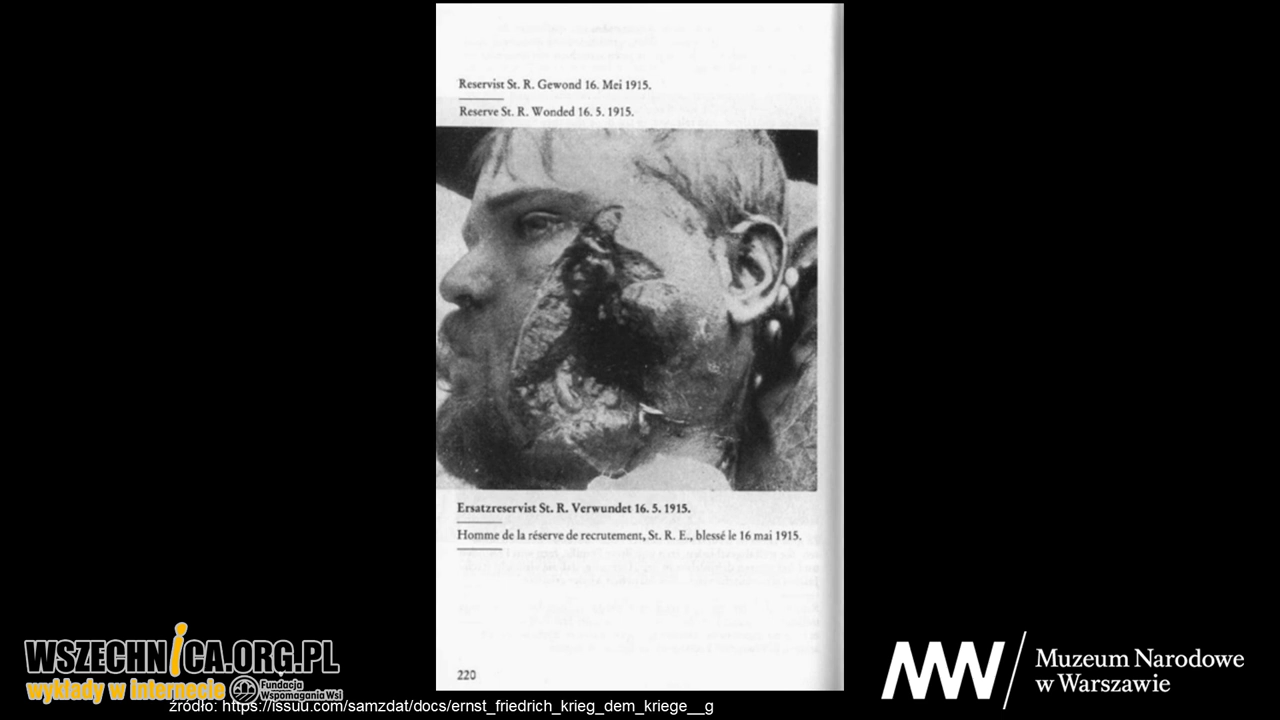 Reservist St. R. Gewond 16. Mei 1915.
Reserve St. R. Wonded 16. 5. 1915.
Ersatzreservist St. R. Verwundet 16. 5. 1915.
Homme de la réserve de recrutement, St. R. E., blessé le 16 mai 1915.
220
WSZECHNICA.ORG.PL
wykłady w internecie
Fundacja
Wspomagania Wsi
źródło: https://issuu.com/samzdat/docs/ernst_friedrich_krieg_dem_kriege__g
Muzeum Narodowe
w Warszawie